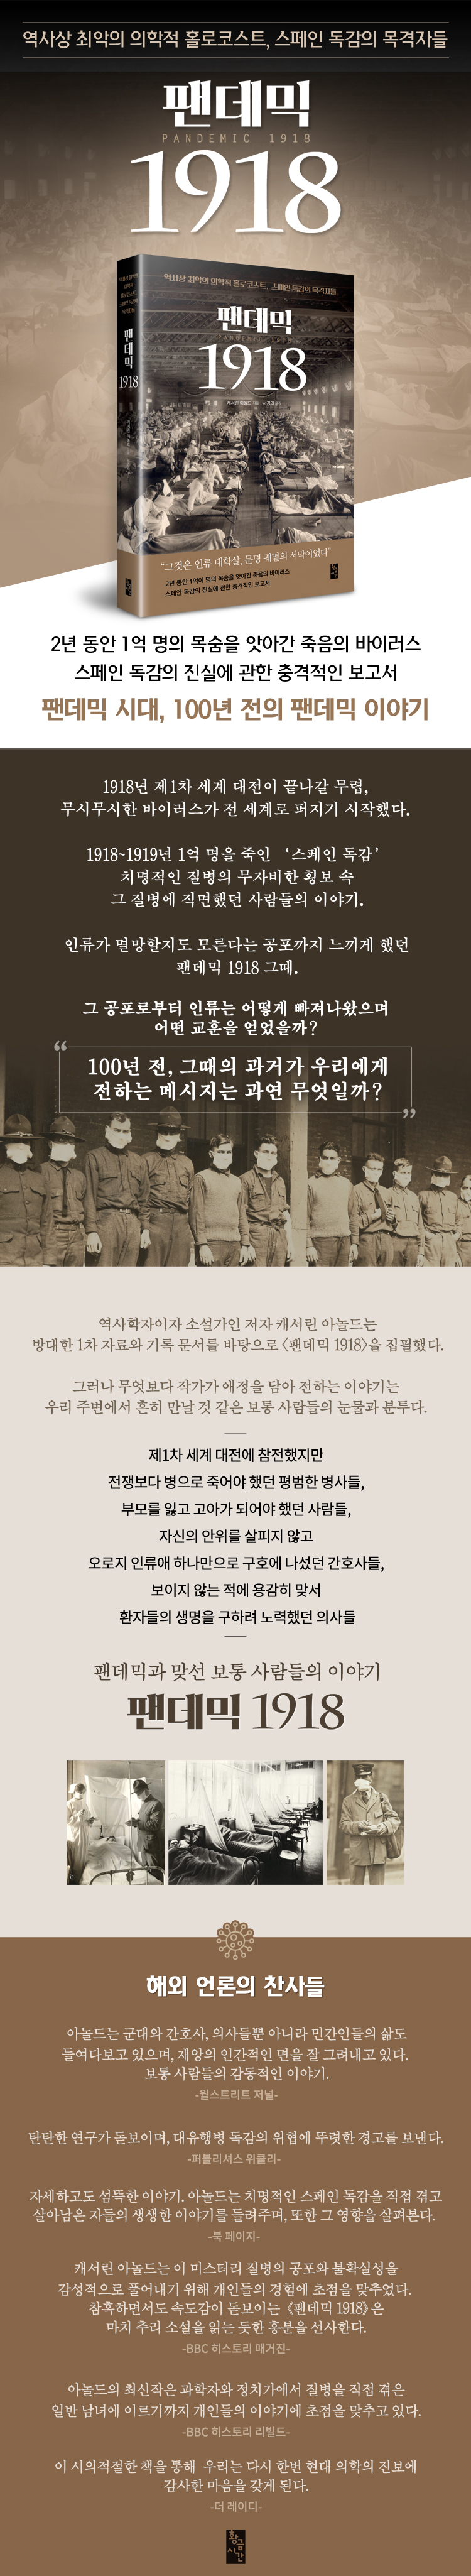 역사상 최악의 의학적 홀로코스트, 스페인 독감의 목격자들
팬데믹
PANDEMIC 1918
1918
역사상 최악의 의학적 홀로코스트, 스페인 독감의 목격자들
팬데믹
1918
팬데믹
1918
“그것은 인류 대학살, 문명 궤멸의 서막이었다”
2년 동안 1억여 명의 목숨을 앗아간 죽음의 바이러스
스페인 독감의 진실에 관한 충격적인 보고서
2년 동안 1억 명의 목숨을 앗아간 죽음의 바이러스
스페인 독감의 진실에 관한 충격적인 보고서
팬데믹 시대, 100년 전의 팬데믹 이야기
1918년 제1차 세계 대전이 끝나갈 무렵,
무시무시한 바이러스가 전 세계로 퍼지기 시작했다.
1918~1919년 1억 명을 죽인 ‘스페인 독감’
치명적인 질병의 무자비한 횡보 속
그 질병에 직면했던 사람들의 이야기.
인류가 멸망할지도 모른다는 공포까지 느끼게 했던
팬데믹 1918 그때.
그 공포로부터 인류는 어떻게 빠져나왔으며
어떤 교훈을 얻었을까?
“
100년 전, 그때의 과거가 우리에게
전하는 메시지는 과연 무엇일까?
”
역사학자이자 소설가인 저자 캐서린 아놀드는
방대한 1차 자료와 기록 문서를 바탕으로 〈팬데믹 1918〉을 집필했다.
그러나 무엇보다 작가가 애정을 담아 전하는 이야기는
우리 주변에서 흔히 만날 것 같은 보통 사람들의 눈물과 분투다.
제1차 세계 대전에 참전했지만
전쟁보다 병으로 죽어야 했던 평범한 병사들,
부모를 잃고 고아가 되어야 했던 사람들,
자신의 안위를 살피지 않고
오로지 인류애 하나만으로 구호에 나섰던 간호사들,
보이지 않는 적에 용감히 맞서
환자들의 생명을 구하려 노력했던 의사들
팬데믹과 맞선 보통 사람들의 이야기
팬데믹 1918
해외 언론의 찬사들
아놀드는 군대와 간호사, 의사들뿐 아니라 민간인들의 삶도
들여다보고 있으며, 재앙의 인간적인 면을 잘 그려내고 있다.
보통 사람들의 감동적인 이야기.
-월스트리트 저널-
탄탄한 연구가 돋보이며, 대유행병 독감의 위협에 뚜렷한 경고를 보낸다.
-퍼블리셔스 위클리-
자세하고도 섬뜩한 이야기. 아놀드는 치명적인 스페인 독감을 직접 겪고
살아남은 자들의 생생한 이야기를 들려주며, 또한 그 영향을 살펴본다.
-북 페이지-
캐서린 아놀드는 이 미스터리 질병의 공포와 불확실성을
감성적으로 풀어내기 위해 개인들의 경험에 초점을 맞추었다.
참혹하면서도 속도감이 돋보이는 《팬데믹 1918》은
마치 추리 소설을 읽는 듯한 흥분을 선사한다.
-BBC 히스토리 매거진-
아놀드의 최신작은 과학자와 정치가에서 질병을 직접 겪은
일반 남녀에 이르기까지 개인들의 이야기에 초점을 맞추고 있다.
-BBC 히스토리 리빌드-
이 시의적절한 책을 통해 우리는 다시 한번 현대 의학의 진보에
감사한 마음을 갖게 된다.
-더 레이디-
황금시간